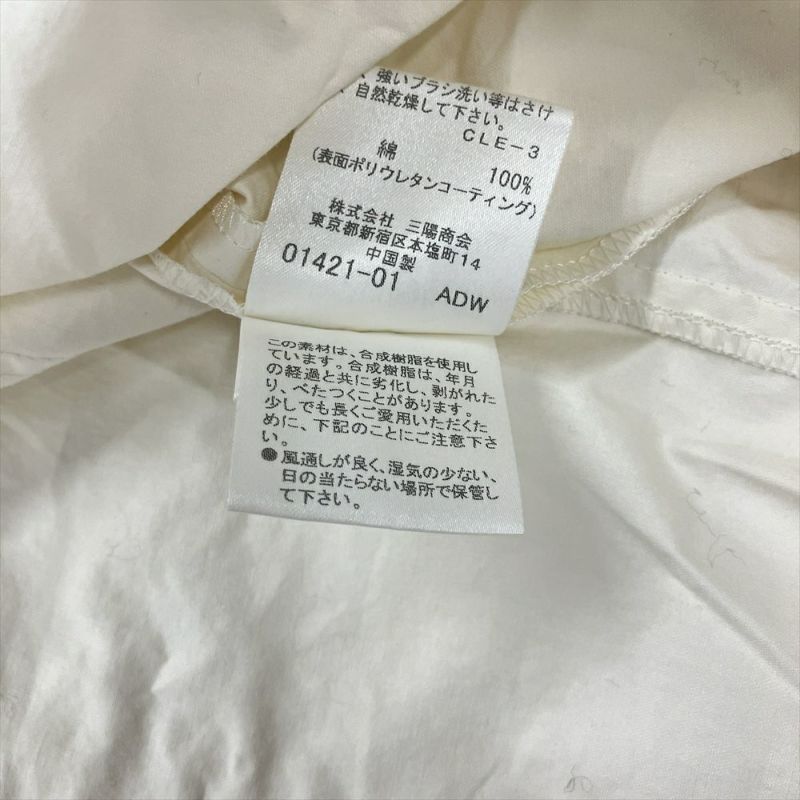 、強いブラシ洗い等はさけ
、自然乾燥して下さい。
CLE-3
綿 100%
(表面ポリウレタンコーティング)
株式会社 三陽商会
東京都新宿区本塩町14
中国製
01421-01 ADW
この素材は、合成樹脂を使用し
ています。合成樹脂は、年月
の経過と共に劣化し、剥がれた
り、べたつくことがあります。
少しでも長くご愛用いただくた
めに、下記のことにご注意下さ
い。
●風通しが良く、湿気の少ない、
日の当たらない場所で保管し
て下さい。